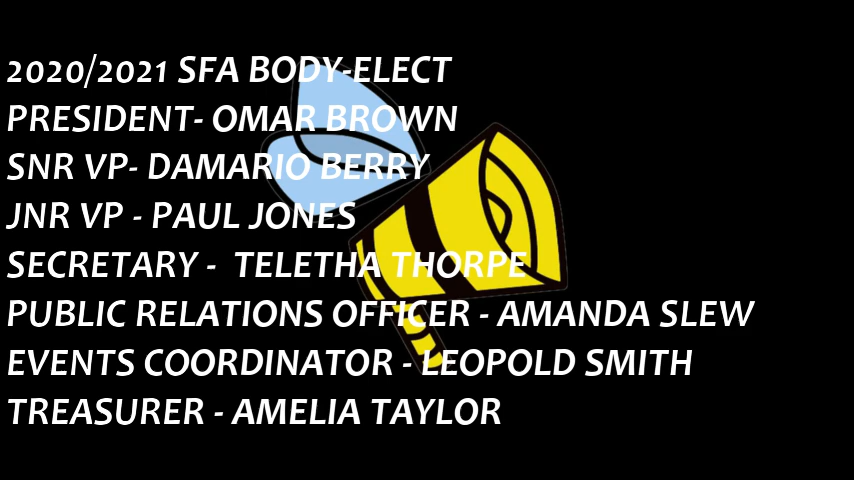 2020/2021 SFA BODY-ELECT
PRESIDENT- OMAR BROWN
SNR VP- DAMARIO BERRY
JNR VP - PAUL JONES
SECRETARY -  TELETHA THORPE
PUBLIC RELATIONS OFFICER - AMANDA SLEW
EVENTS COORDINATOR - LEOPOLD SMITH
TREASURER - AMELIA TAYLOR